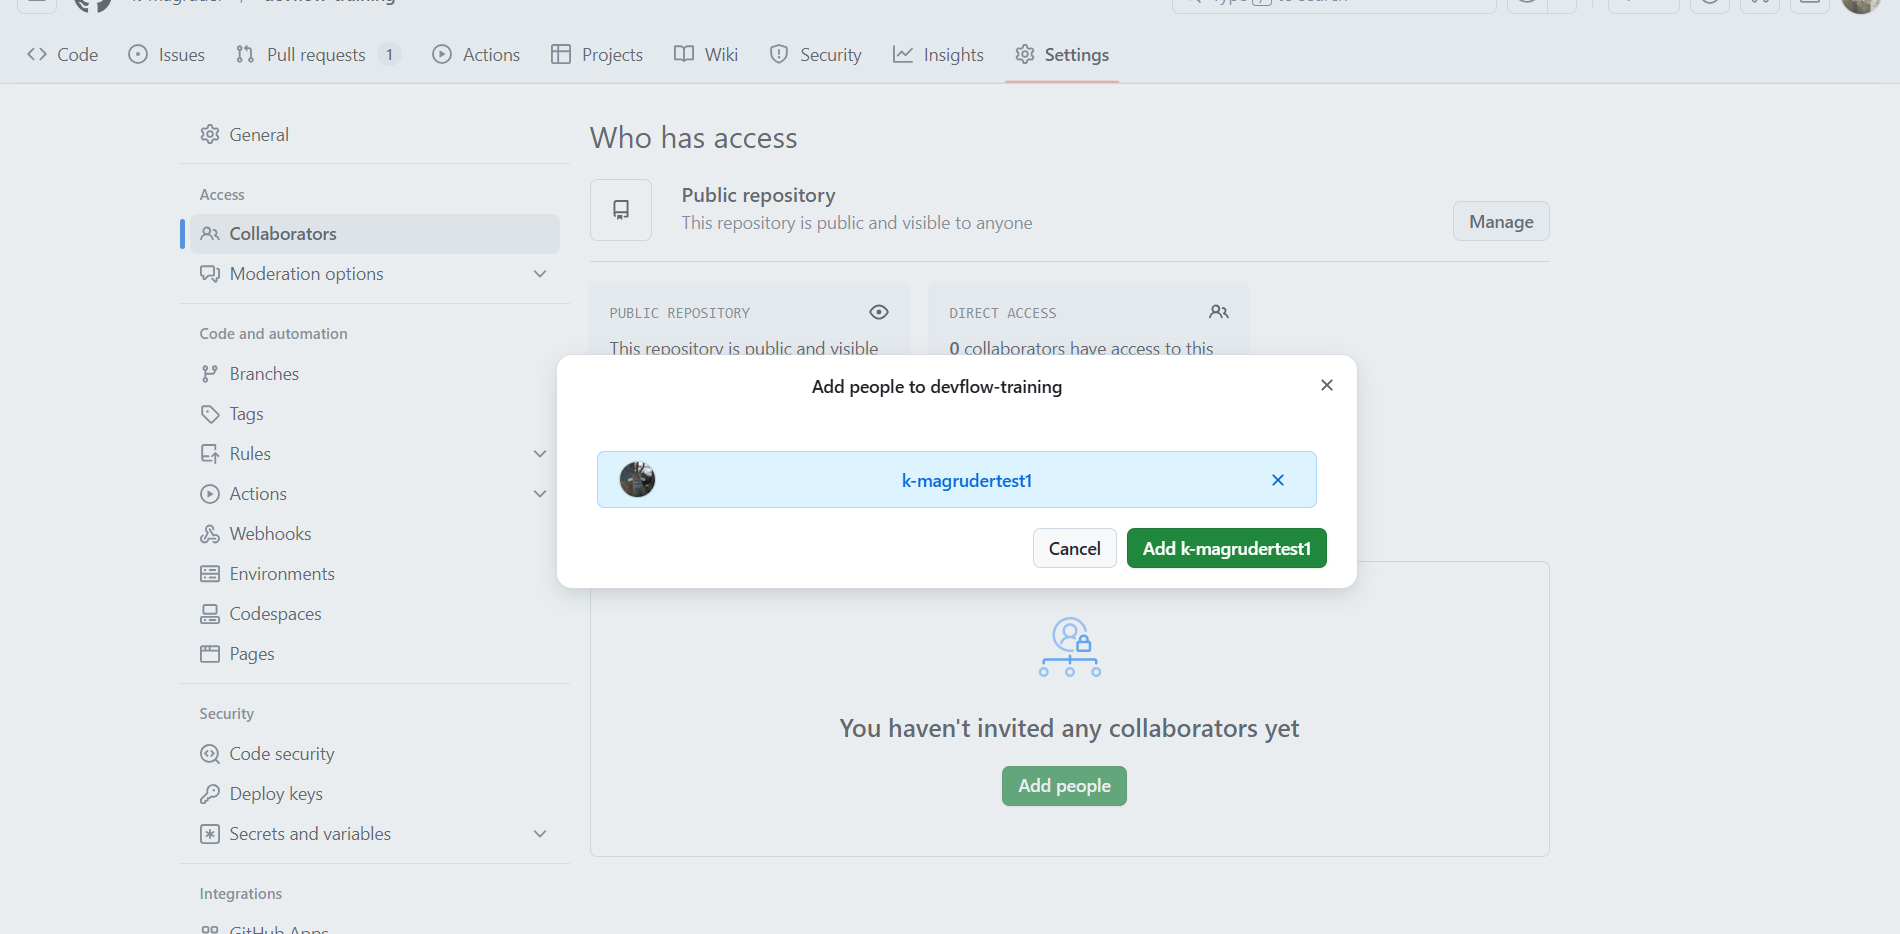 Code
Issues
Pull requests 1
Actions
Projects
Wiki
Security
Insights
Settings
General
Access
Collaborators
Moderation options
Code and automation
Branches
Tags
Rules
Actions
Webhooks
Environments
Codespaces
Pages
Security
Code security
Deploy keys
Secrets and variables
Integrations
GitHub Apps
Who has access
Public repository
This repository is public and visible to anyone
Manage
PUBLIC REPOSITORY
This repository is public and visible
DIRECT ACCESS
0 collaborators have access to this
Add people to devflow-training
k-magrudertest1
Cancel
Add k-magrudertest1
You haven't invited any collaborators yet
Add people